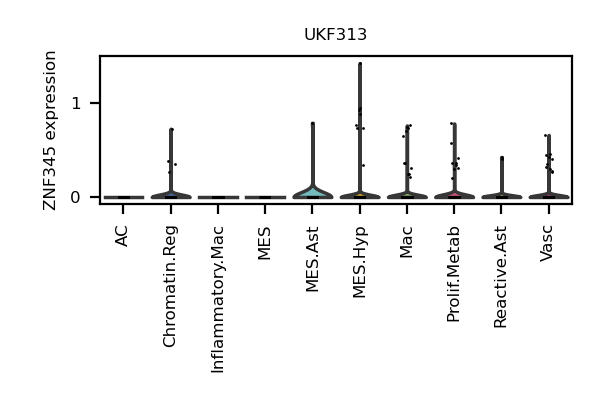 UKF313
ZNF345 expression
1
0
AC
Chromatin.Reg
Inflammatory.Mac
MES
MES.Ast
MES.Hyp
Mac
Prolif.Metab
Reactive.Ast
Vasc